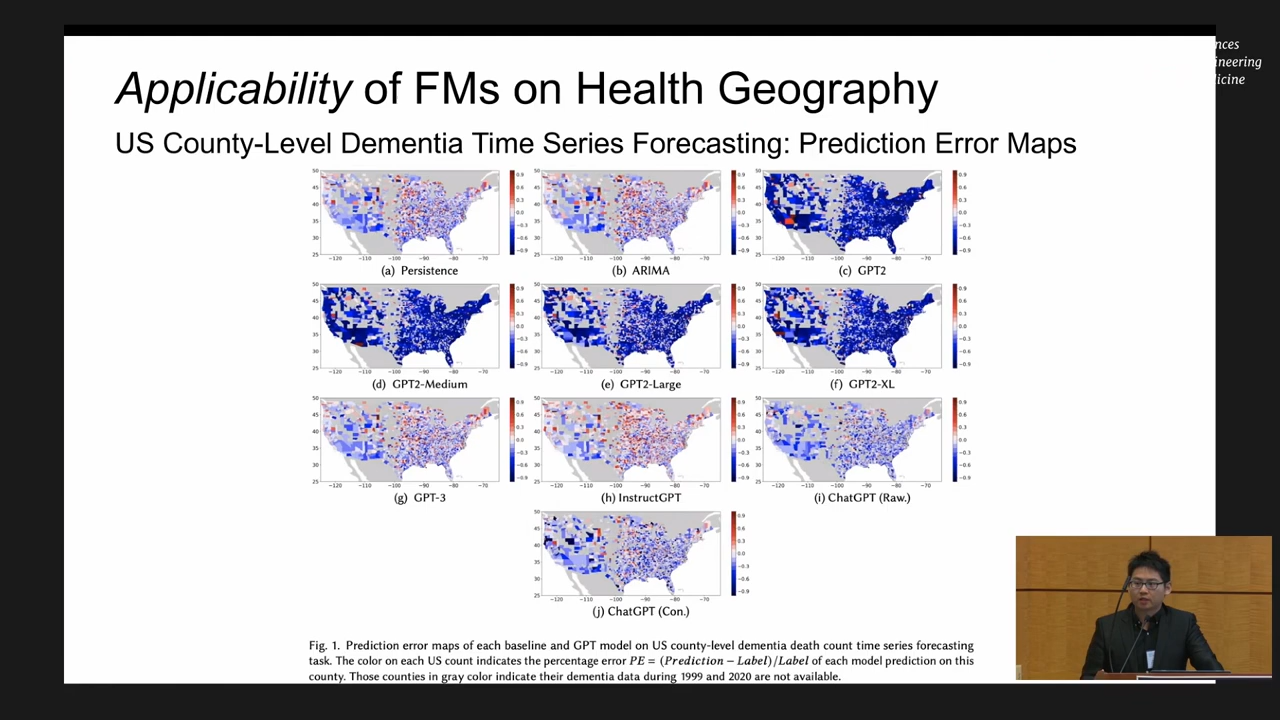 nces
ineering
icine
Applicability of FMs on Health Geography
US County-Level Dementia Time Series Forecasting: Prediction Error Maps
(a) Persistence
(b) ARIMA
(c) GPT2
(d) GPT2-Medium
(e) GPT2-Large
(f) GPT2-XL
(g) GPT-3
(h) InstructGPT
(i) ChatGPT (Raw.)
(j) ChatGPT (Con.)
Fig. 1. Prediction error maps of each baseline and GPT model on US county-level dementia death count time series forecasting
task. The color on each US count indicates the percentage error PE = (Prediction − Label)/Label of each model prediction on this
county. Those counties in gray color indicate their dementia data during 1999 and 2020 are not available.